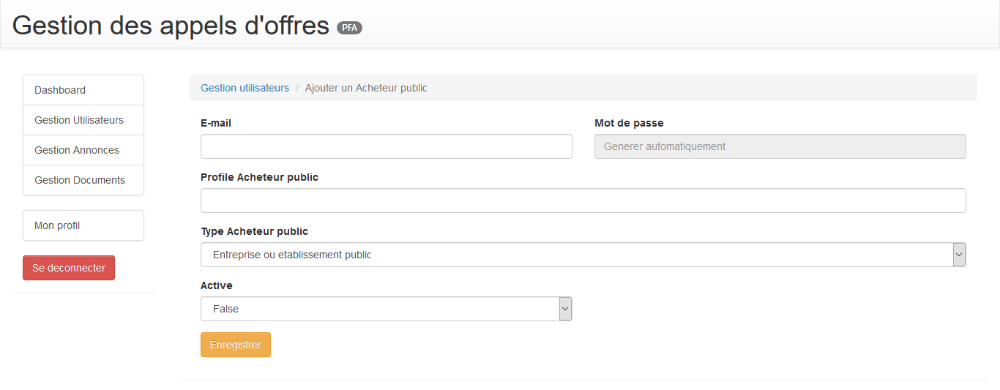 Gestion des appels d'offres PFA
Dashboard
Gestion Utilisateurs
Gestion Annonces
Gestion Documents
Mon profil
Se deconnecter
Gestion utilisateurs / Ajouter un Acheteur public
E-mail
Mot de passe
Generer automatiquement
Profile Acheteur public
Type Acheteur public
Entreprise ou etablissement public
Active
False
Enregistrer